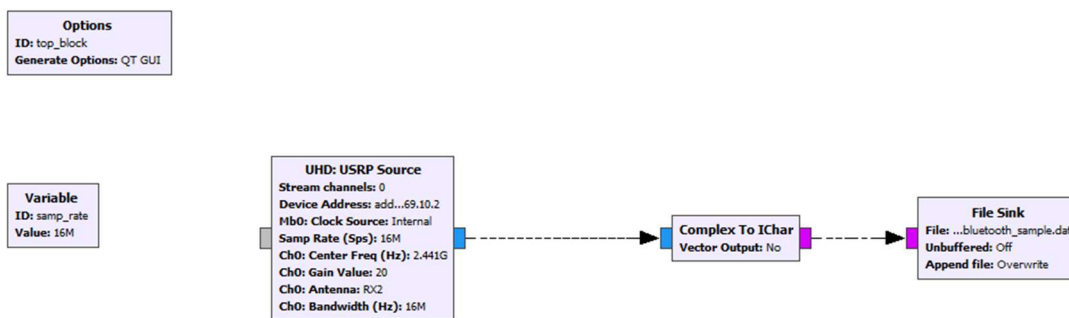 Options
ID: top_block
Generate Options: QT GUI
Variable
ID: samp_rate
Value: 16M
UHD: USRP Source
Stream channels: 0
Device Address: add...69.10.2
Mb0: Clock Source: Internal
Samp Rate (Sps): 16M
Ch0: Center Freq (Hz): 2.441G
Ch0: Gain Value: 20
Ch0: Antenna: RX2
Ch0: Bandwidth (Hz): 16M
Complex To IChar
Vector Output: No
File Sink
File: ...bluetooth_sample.dat
Unbuffered: Off
Append file: Overwrite